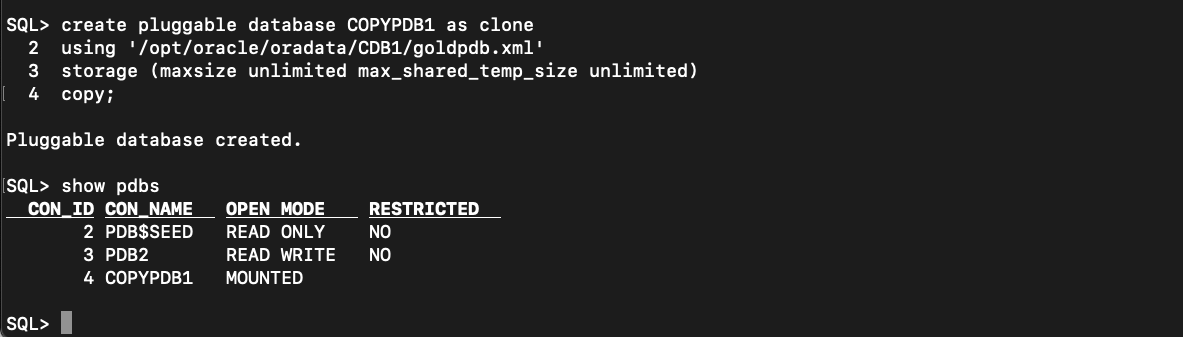 SQL> create pluggable database COPYPDB1 as clone
2 using '/opt/oracle/oradata/CDB1/goldpdb.xml'
3 storage (maxsize unlimited max_shared_temp_size unlimited)
4 copy;
Pluggable database created.
SQL> show pdbs
CON_ID CON_NAME OPEN MODE RESTRICTED
2 PDB$SEED READ ONLY NO
3 PDB2 READ WRITE NO
4 COPYPDB1 MOUNTED
SQL>